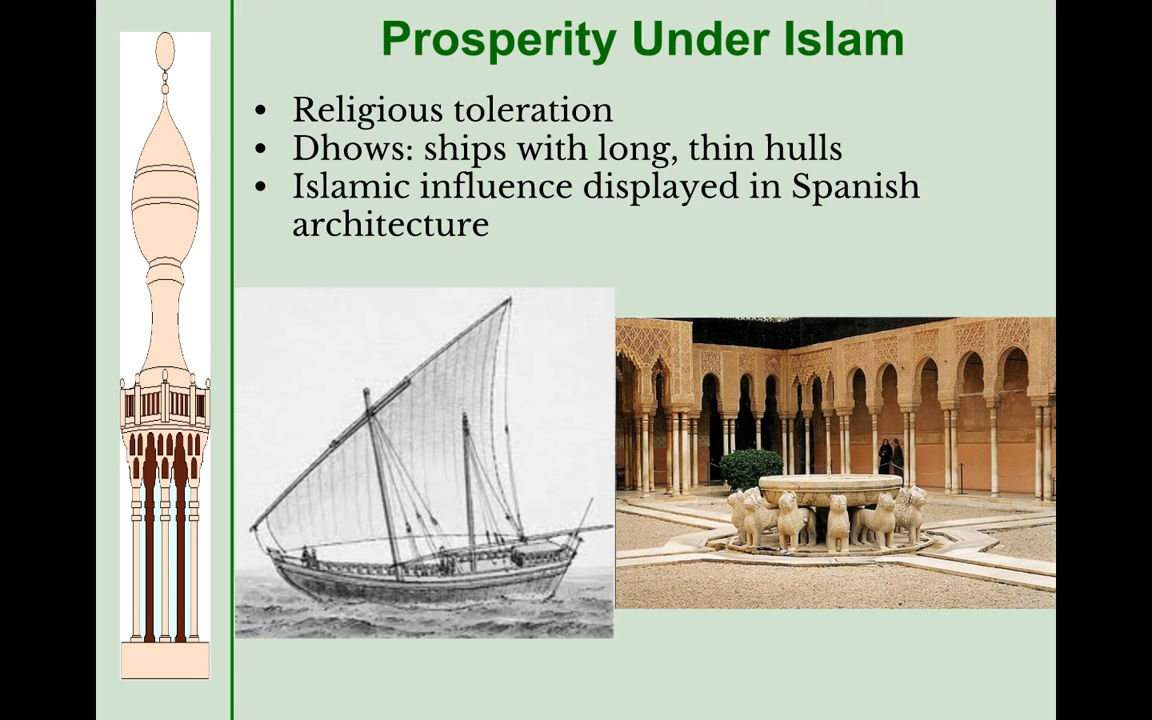 Prosperity Under Islam
• Religious toleration
• Dhows: ships with long, thin hulls
• Islamic influence displayed in Spanish
architecture